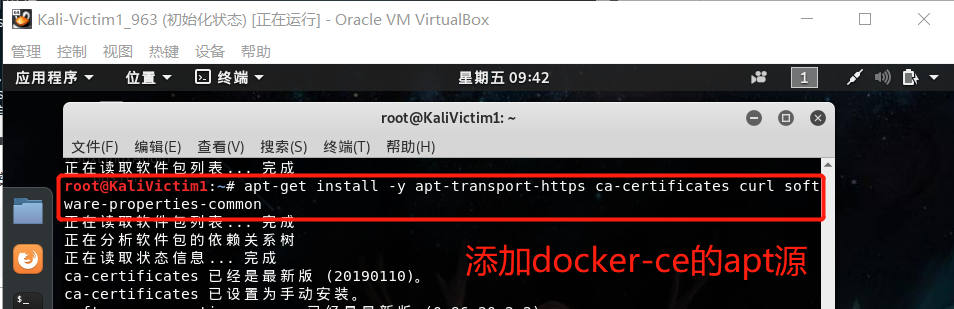 Kali-Victim1_963 (初始化状态) [正在运行] - Oracle VM VirtualBox
管理 控制 视图 热键 设备 帮助
应用程序 位置 终端 星期五 09:42 1
root@KaliVictim1: ~
文件(F) 编辑(E) 查看(V) 搜索(S) 终端(T) 帮助(H)
正在读取软件包列表... 完成
root@KaliVictim1:~# apt-get install -y apt-transport-https ca-certificates curl soft
ware-properties-common
正在读取软件包列表... 完成
正在分析软件包的依赖关系树
正在读取状态信息... 完成
添加docker-ce的apt源
ca-certificates 已经是最新版 (20190110)。
ca-certificates 已设置为手动安装。